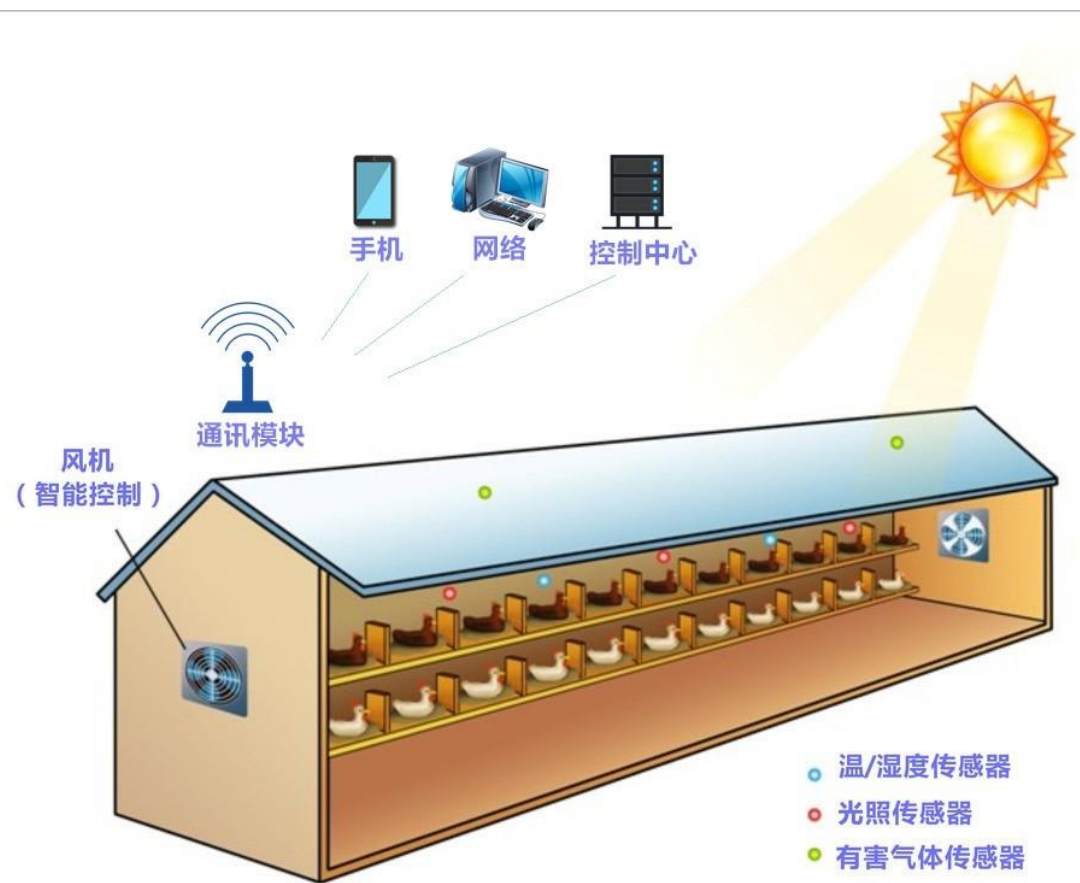 手机
网络
控制中心
通讯模块
风机
（智能控制）
温/湿度传感器
光照传感器
有害气体传感器